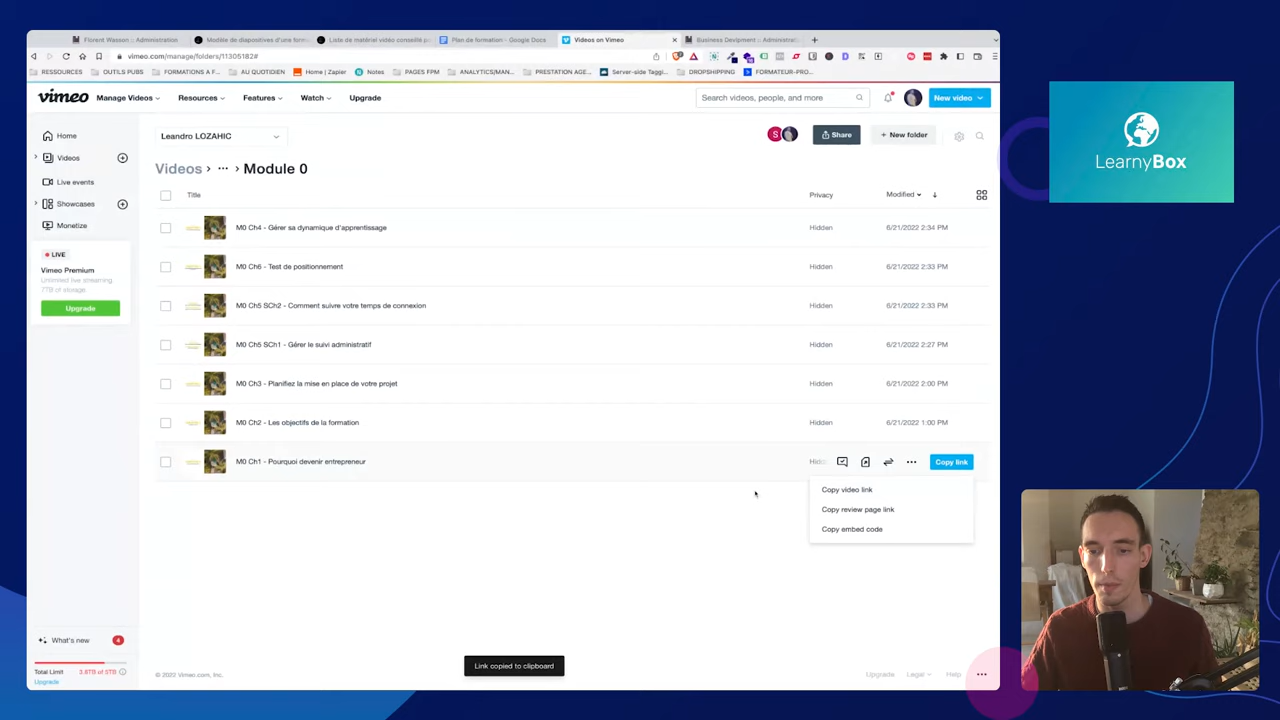 Florent Wasson :: Administration
Modèle de diapositives d'une form
Liste de matériel vidéo conseillé po
Plan de formation - Google Docs
Videos on Vimeo
Business Devlipment :: Administrati
vimeo.com/manage/folders/11305182#
RESSOURCES
OUTILS PUBS
FORMATIONS A F...
AU QUOTIDIEN
Home | Zapier
Notes
PAGES FPM
ANALYTICS/MAN...
PRESTATION AGE...
Server-side Taggi...
DROPSHIPPING
FORMATEUR-PRO...
vimeo
Manage Videos
Resources
Features
Watch
Upgrade
Search videos, people, and more
New video
Home
Videos
Live events
Showcases
Monetize
LIVE
Vimeo Premium
Unlimited live streaming
7TB of storage.
Upgrade
What's new
4
Total Limit
3.8TB of 5TB
Upgrade
Leandro LOZAHIC
S
Share
+ New folder
Videos > ... > Module 0
Title
Privacy
Modified
M0 Ch4 - Gérer sa dynamique d'apprentissage
Hidden
6/21/2022 2:34 PM
M0 Ch6 - Test de positionnement
Hidden
6/21/2022 2:33 PM
M0 Ch5 SCh2 - Comment suivre votre temps de connexion
Hidden
6/21/2022 2:33 PM
M0 Ch5 SCh1 - Gérer le suivi administratif
Hidden
6/21/2022 2:27 PM
M0 Ch3 - Planifiez la mise en place de votre projet
Hidden
6/21/2022 2:00 PM
M0 Ch2 - Les objectifs de la formation
Hidden
6/21/2022 1:00 PM
M0 Ch1 - Pourquoi devenir entrepreneur
Copy link
Copy video link
Copy review page link
Copy embed code
Link copied to clipboard
© 2022 Vimeo.com, Inc.
Upgrade
Legal
Help
LearnyBox